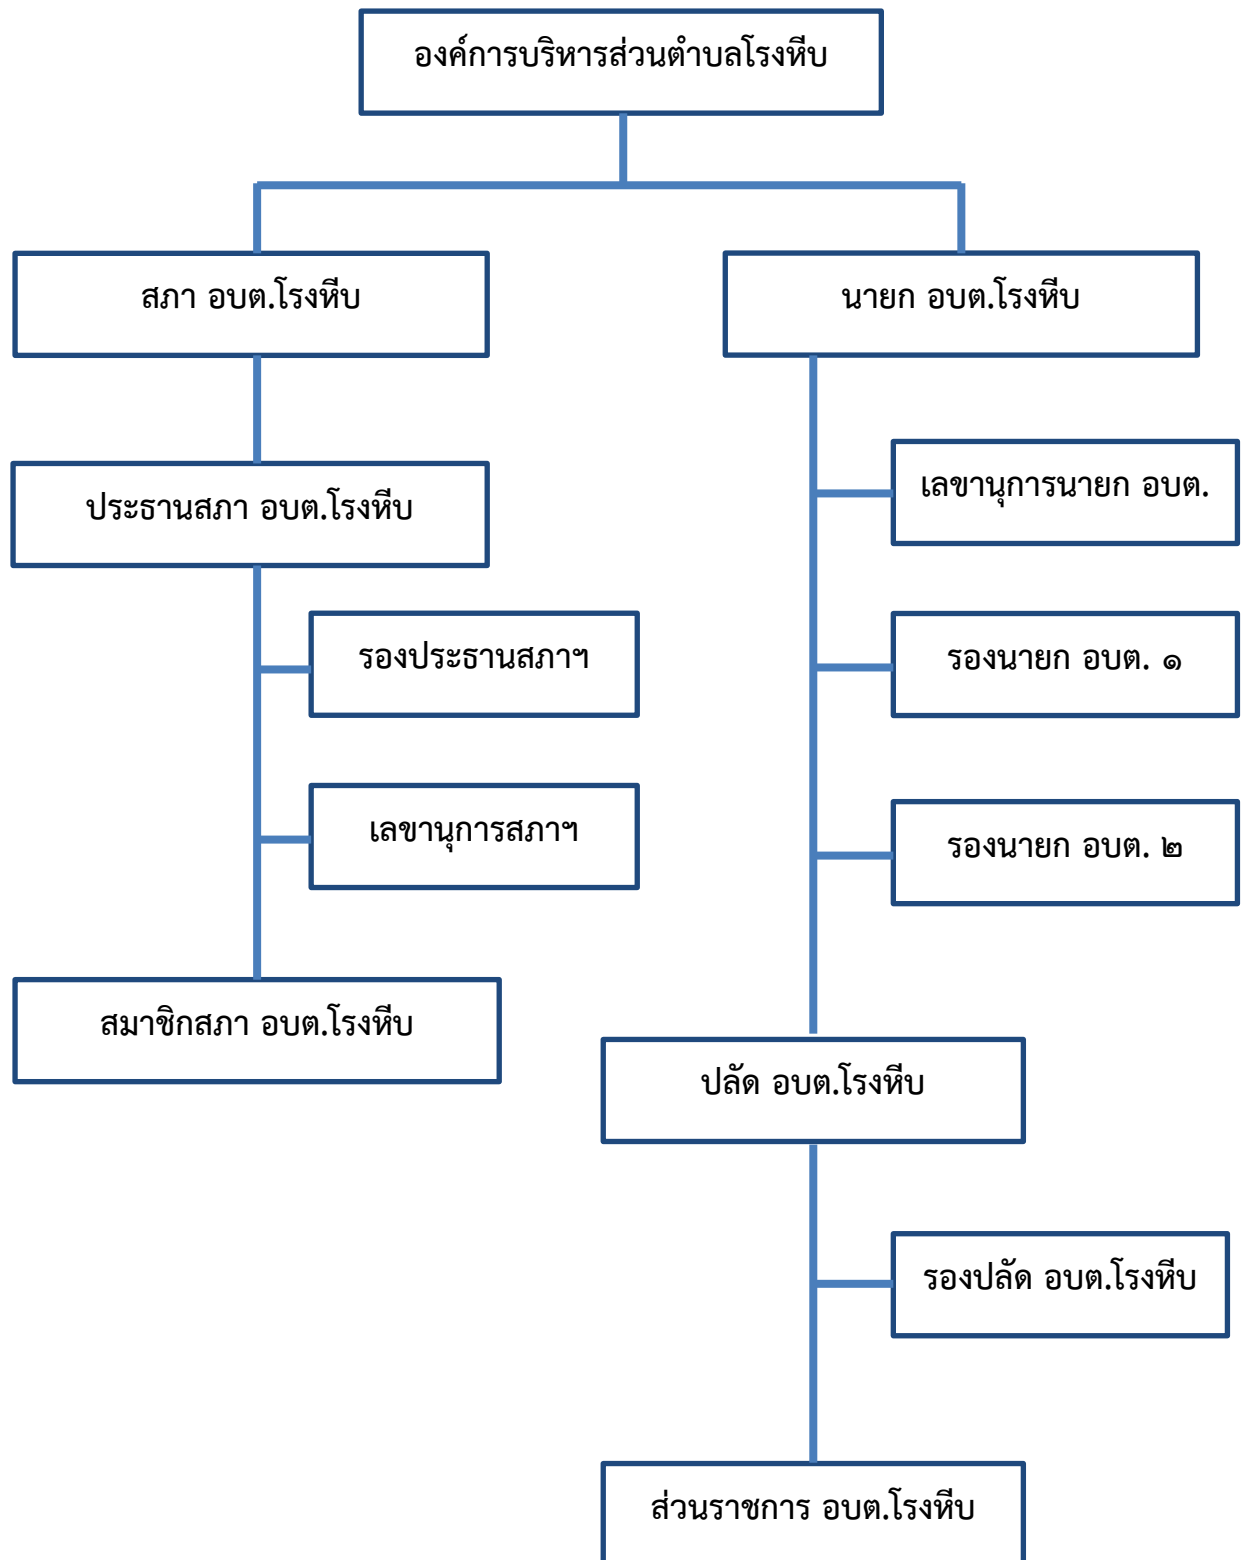 องค์การบริหารส่วนตำบลโรงหีบ
สภา อบต.โรงหีบ
นายก อบต.โรงหีบ
ประธานสภา อบต.โรงหีบ
เลขานุการนายก อบต.
รองประธานสภาฯ
รองนายก อบต. ๑
เลขานุการสภาฯ
รองนายก อบต. ๒
สมาชิกสภา อบต.โรงหีบ
ปลัด อบต.โรงหีบ
รองปลัด อบต.โรงหีบ
ส่วนราชการ อบต.โรงหีบ